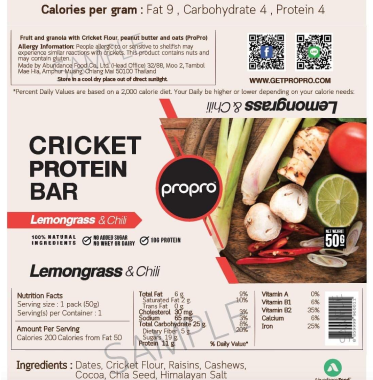 Calories per gram : Fat 9 , Carbohydrate 4 , Protein 4
Fruit and granola with Cricket Flour, peanut butter and oats (ProPro)
Allergy Information: People allergic to or sensitive to shellfish may
experience similar reactions with crickets. This product contains nuts and
may contain gluten.
Made by Abundance Food Co., Ltd. (Head Office) 32/88, Moo 2, Tambol
Mae Hia, Amphur Muang, Chiang Mai 50100 Thailand
Store in a cool dry place out of direct sunlight.
WWW.GETPROPRO.COM
*Percent Daily Values are based on a 2,000 calorie diet. Your Daily be higher or lower depending on your calorie needs:
Lemongrass & Chili
CRICKET
PROTEIN
BAR
propro
Lemongrass & Chili
100% NATURAL
INGREDIENTS
NO ADDED SUGAR
NO WHEY OR DAIRY
10G PROTEIN
NET WEIGHT
50G
Lemongrass & Chili
Nutrition Facts
Serving size : 1 pack (50g)
Serving(s) per Container : 1
Amount Per Serving
Calories 200 Calories from Fat 50
Total Fat 6 g 9%
Saturated Fat 2 g 10%
Trans Fat 0 g
Cholesterol 30 mg
Sodium 65 mg
Total Carbohydrate 25 g 8%
Dietary Fiber 5 g
Sugars 19 g
Protein 11 g % Daily Value*
Vitamin A 0%
Vitamin B1 6%
Vitamin B2 35%
Calcium 6%
Iron 25%
SAMPLE
Ingredients : Dates, Cricket Flour, Raisins, Cashews,
Cocoa, Chia Seed, Himalayan Salt